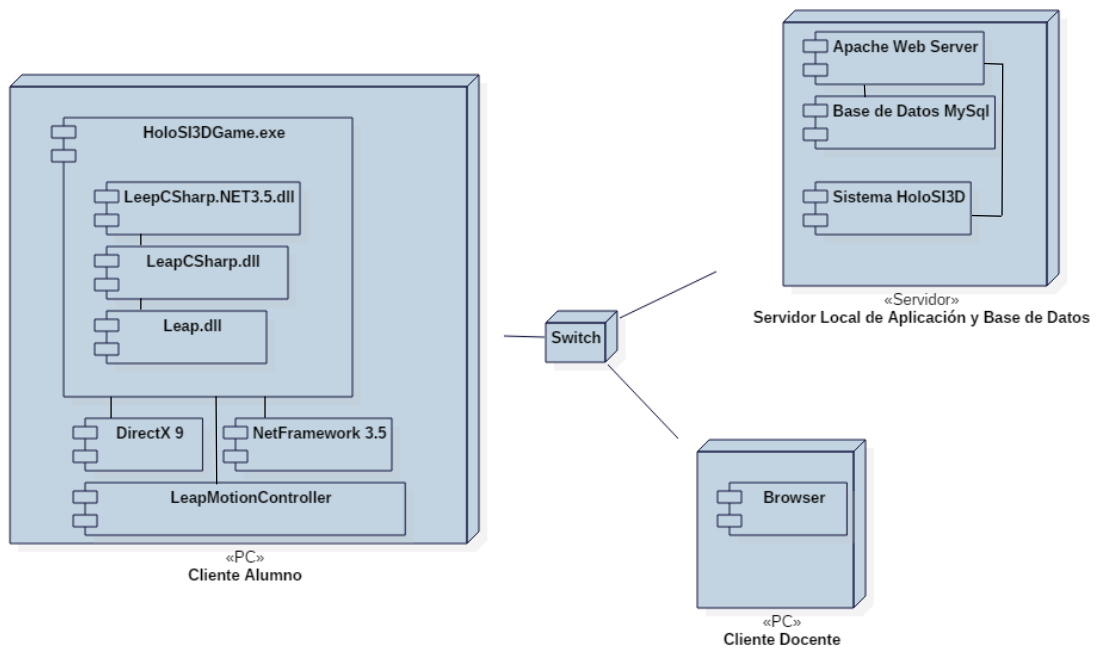 HoloSI3DGame.exe
LeepCSharp.NET3.5.dll
LeapCSharp.dll
Leap.dll
DirectX 9
NetFramework 3.5
LeapMotionController
«PC»
Cliente Alumno
Switch
Apache Web Server
Base de Datos MySql
Sistema HoloSI3D
«Servidor»
Servidor Local de Aplicación y Base de Datos
Browser
«PC»
Cliente Docente